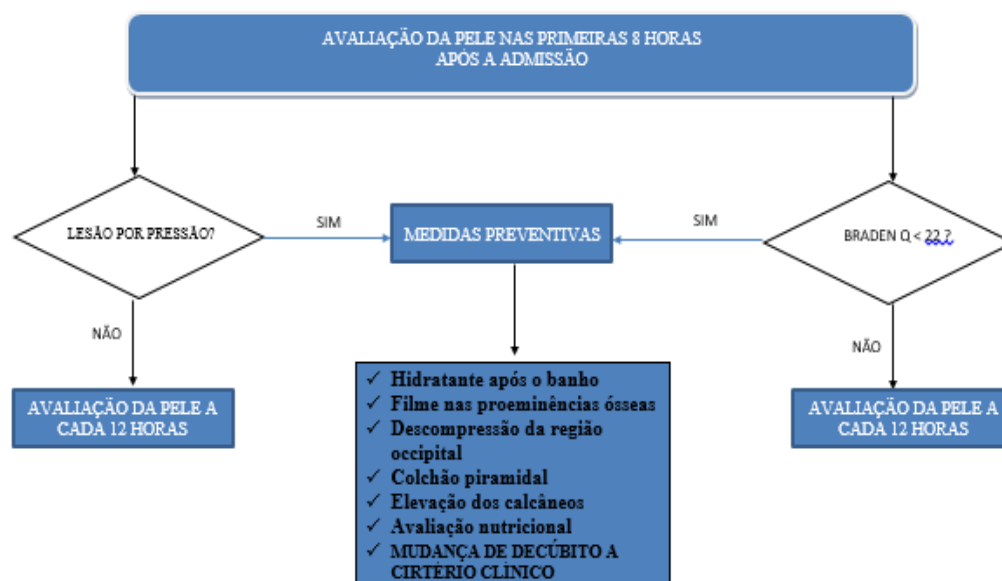 AVALIAÇÃO DA PELE NAS PRIMEIRAS 8 HORAS
APÓS A ADMISSÃO
LESÃO POR PRESSÃO?
SIM
MEDIDAS PREVENTIVAS
SIM
BRADEN Q < 22 ?
NÃO
NÃO
AVALIAÇÃO DA PELE A
CADA 12 HORAS
✓ Hidratante após o banho
✓ Filme nas proeminências ósseas
✓ Descompressão da região
occipital
✓ Colchão piramidal
✓ Elevação dos calcâneos
✓ Avaliação nutricional
✓ MUDANÇA DE DECÚBITO A
CIRTÉRIO CLÍNICO
AVALIAÇÃO DA PELE A
CADA 12 HORAS